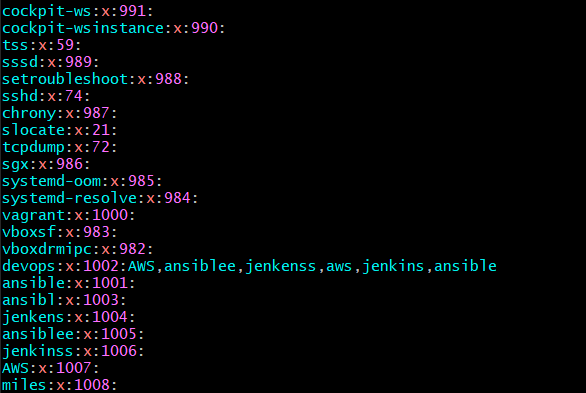 cockpit-ws:x:991:
cockpit-wsinstance:x:990:
tss:x:59:
sssd:x:989:
setroubleshoot:x:988:
sshd:x:74:
chrony:x:987:
slocate:x:21:
tcpdump:x:72:
sgx:x:986:
systemd-oom:x:985:
systemd-resolve:x:984:
vagrant:x:1000:
vboxsf:x:983:
vboxdrmipc:x:982:
devops:x:1002:AWS,ansiblee,jenkenss,aws,jenkins,ansible
ansible:x:1001:
ansibl:x:1003:
jenkens:x:1004:
ansiblee:x:1005:
jenkinss:x:1006:
AWS:x:1007:
miles:x:1008: